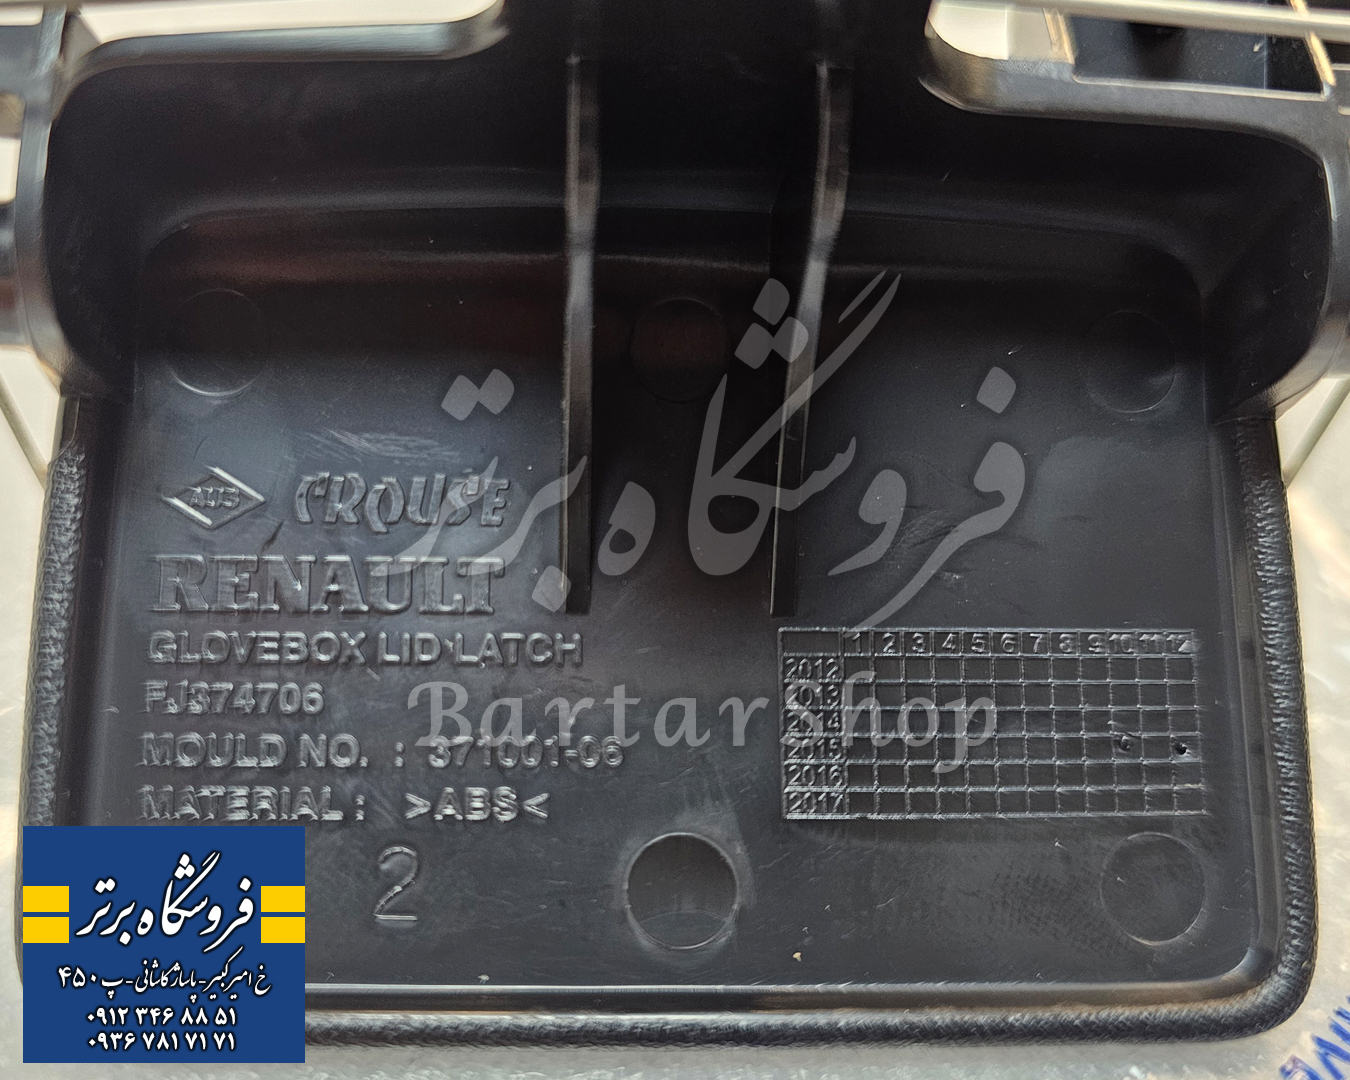 فروشگاه برتر
CROUSE
RENAULT
GLOVEBOX LID LATCH
FJ374706
MOULD NO. : 371001-06
MATERIAL : >ABS<
2
1 2 3 4 5 6 7 8 9 10 11 12
2012
2013
2014
2015
2016
2017
Bartar Shop
فروشگاه برتر
خ امیرکبیر-پاساژ کاشانی-پ ۴۵۰
۰۹۱۲ ۳۴۶ ۸۸ ۵۱
۰۹۳۶ ۷۸۱ ۷۱ ۷۱